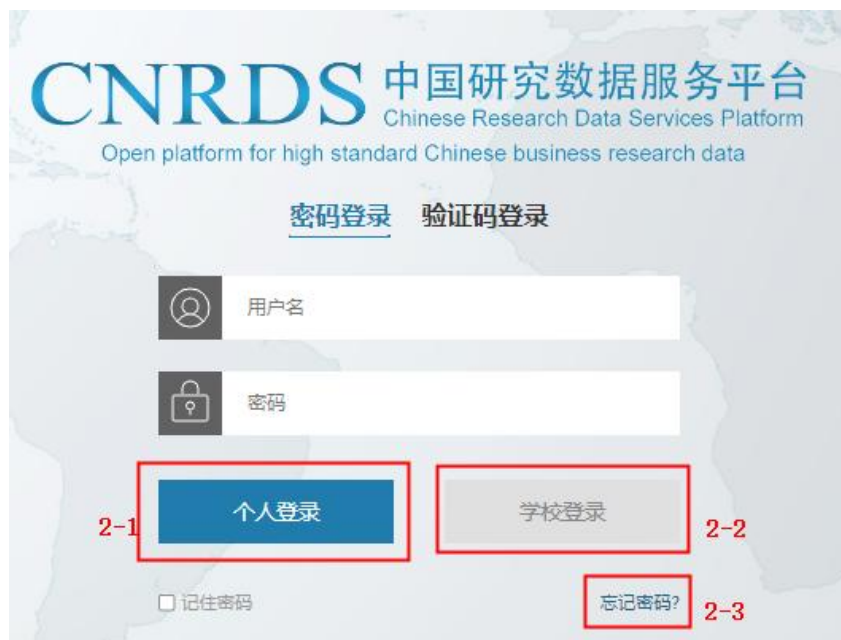 CNRDS 中国研究数据服务平台
Chinese Research Data Services Platform
Open platform for high standard Chinese business research data
密码登录 验证码登录
用户名
密码
2-1 个人登录 学校登录 2-2
记住密码 忘记密码? 2-3